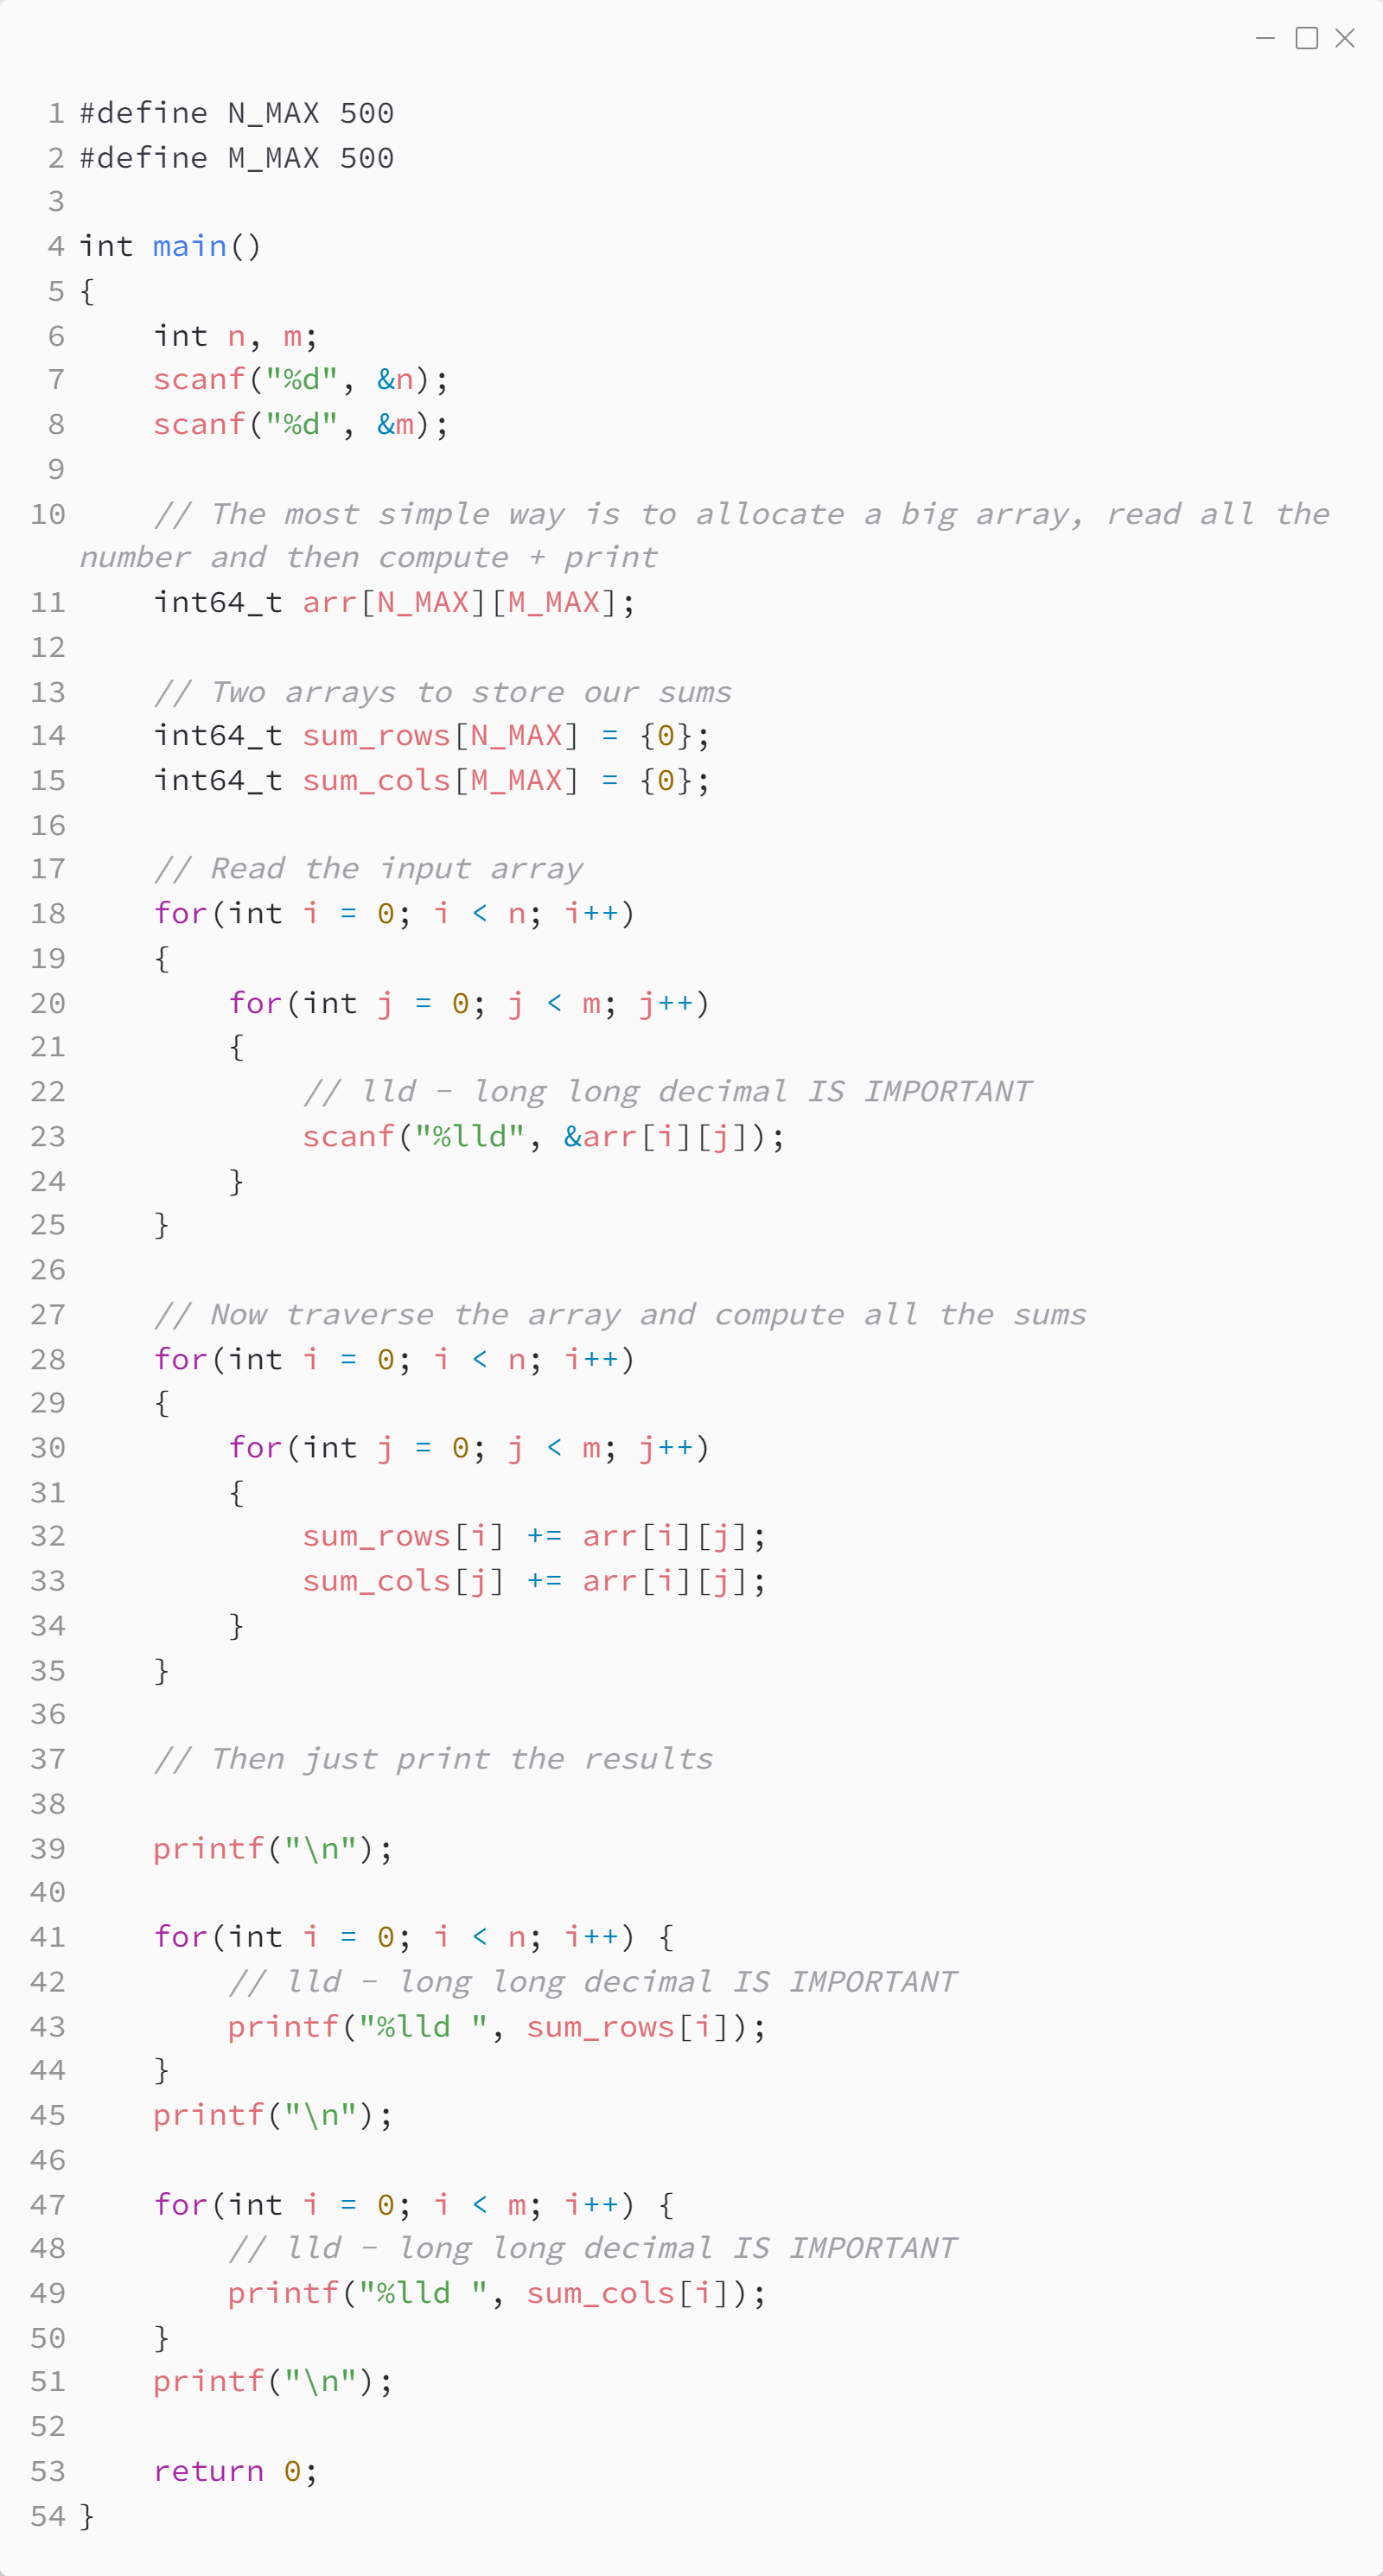 1 #define N_MAX 500
2 #define M_MAX 500
3
4 int main()
5 {
6     int n, m;
7     scanf("%d", &n);
8     scanf("%d", &m);
9
10     // The most simple way is to allocate a big array, read all the
number and then compute + print
11     int64_t arr[N_MAX][M_MAX];
12
13     // Two arrays to store our sums
14     int64_t sum_rows[N_MAX] = {0};
15     int64_t sum_cols[M_MAX] = {0};
16
17     // Read the input array
18     for(int i = 0; i < n; i++)
19     {
20         for(int j = 0; j < m; j++)
21         {
22             // lld - long long decimal IS IMPORTANT
23             scanf("%lld", &arr[i][j]);
24         }
25     }
26
27     // Now traverse the array and compute all the sums
28     for(int i = 0; i < n; i++)
29     {
30         for(int j = 0; j < m; j++)
31         {
32             sum_rows[i] += arr[i][j];
33             sum_cols[j] += arr[i][j];
34         }
35     }
36
37     // Then just print the results
38
39     printf("\n");
40
41     for(int i = 0; i < n; i++) {
42         // lld - long long decimal IS IMPORTANT
43         printf("%lld ", sum_rows[i]);
44     }
45     printf("\n");
46
47     for(int i = 0; i < m; i++) {
48         // lld - long long decimal IS IMPORTANT
49         printf("%lld ", sum_cols[i]);
50     }
51     printf("\n");
52
53     return 0;
54 }